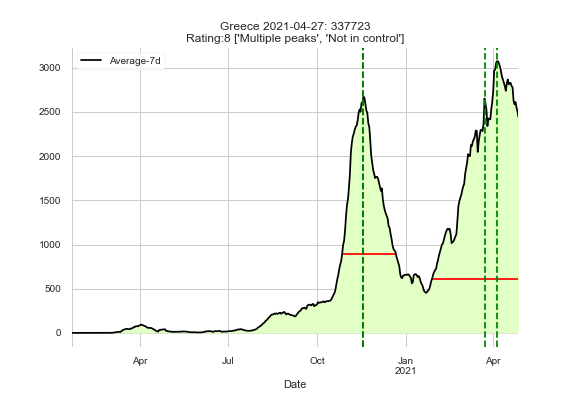 Greece 2021-04-27: 337723
Rating:8 ['Multiple peaks', 'Not in control']
Average-7d
3000
2500
2000
1500
1000
500
0
Apr
Jul
Oct
Jan
2021
Apr
Date